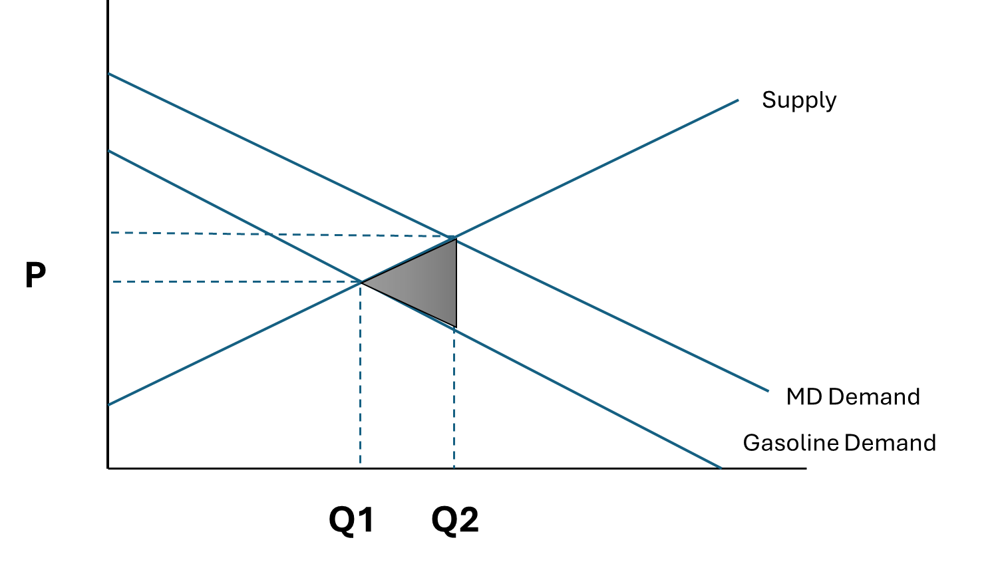 Supply
P
MD Demand
Gasoline Demand
Q1 Q2